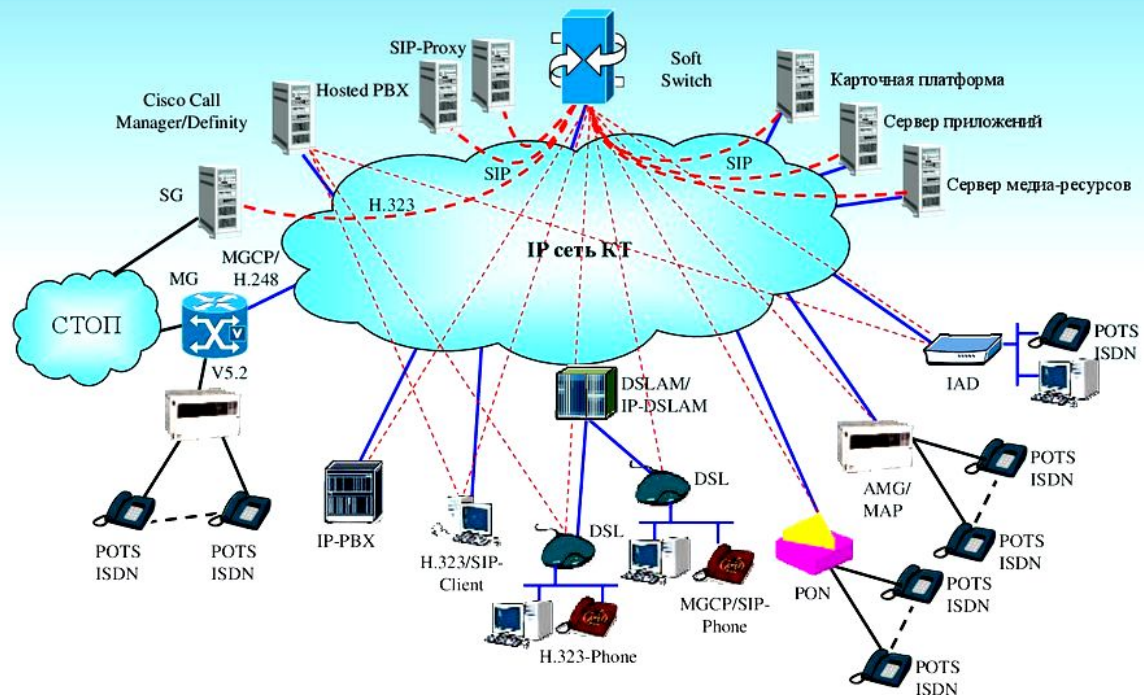 SIP-Proxy
Soft
Switch
Hosted PBX
Cisco Call
Manager/Definity
Карточная платформа
Сервер приложений
Сервер медиа-ресурсов
SIP
SIP
SG
H.323
IP сеть КТ
MGCP/
H.248
MG
СТОП
V
V5.2
DSLAM/
IP-DSLAM
IAD
POTS
ISDN
DSL
DSL
AMG/
MAP
POTS
ISDN
POTS
ISDN
POTS
ISDN
POTS
ISDN
IP-PBX
H.323/SIP-
Client
MGCP/SIP-
Phone
H.323-Phone
PON
POTS
ISDN
POTS
ISDN